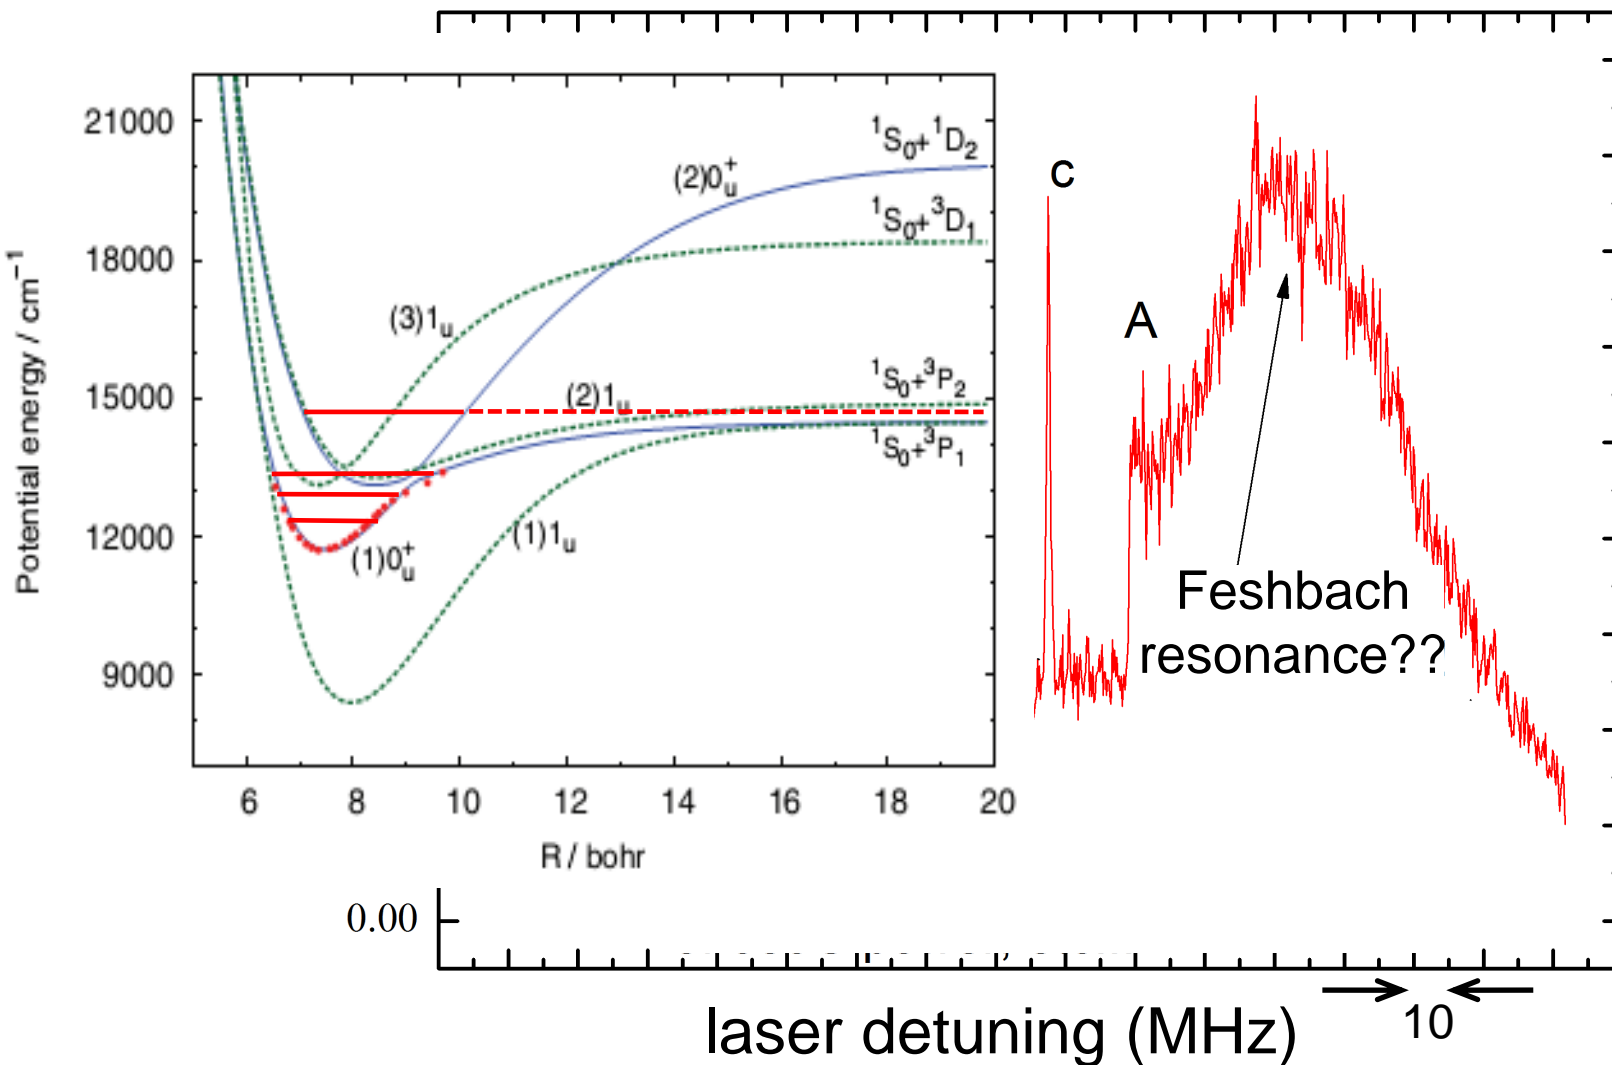 21000
18000
15000
12000
9000
Potential energy / cm⁻¹
6 8 10 12 14 16 18 20
R / bohr
¹S₀+¹D₂
(2)0ᵤ⁺
¹S₀+³D₁
(3)1ᵤ
¹S₀+³P₂
(2)1ᵤ
¹S₀+³P₁
(1)1ᵤ
(1)0ᵤ⁺
c
A
Feshbach
resonance??
0.00
laser detuning (MHz)
10